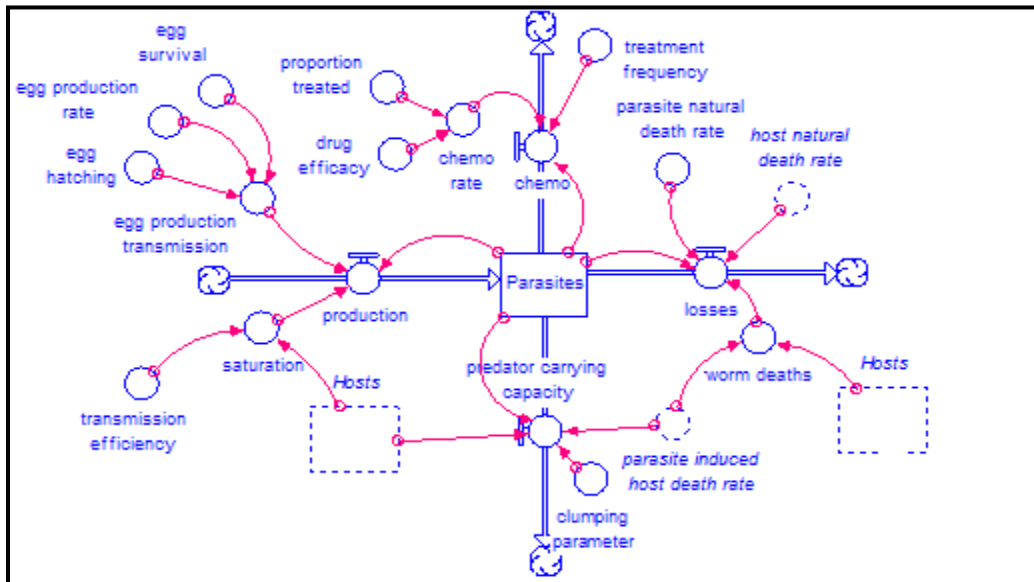 egg
survival
egg production
rate
egg
hatching
egg production
transmission
proportion
treated
drug
efficacy
chemo
rate
chemo
treatment
frequency
parasite natural
death rate
host natural
death rate
Parasites
production
losses
saturation
transmission
efficiency
Hosts
predator carrying
capacity
worm deaths
Hosts
parasite induced
host death rate
clumping
parameter